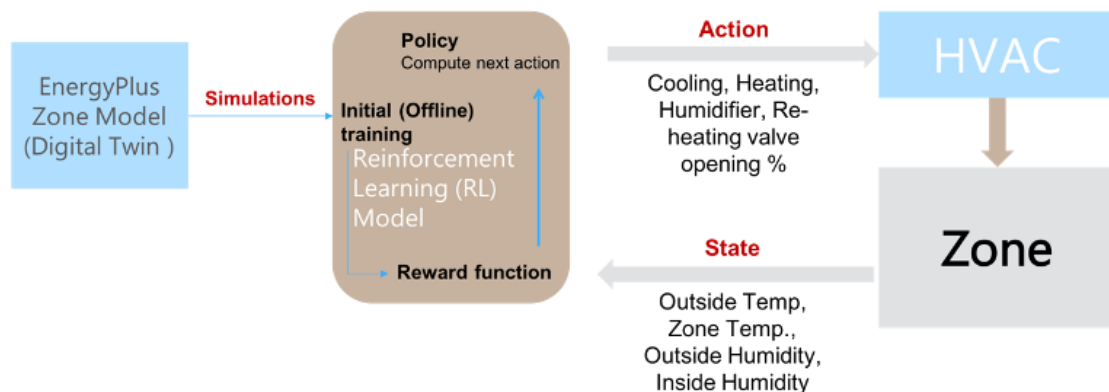 EnergyPlus
Zone Model
(Digital Twin )
Simulations
Policy
Compute next action
Initial (Offline)
training
Reinforcement
Learning (RL)
Model
Reward function
Action
Cooling, Heating,
Humidifier, Re-
heating valve
opening %
HVAC
Zone
State
Outside Temp,
Zone Temp.,
Outside Humidity,
Inside Humidity